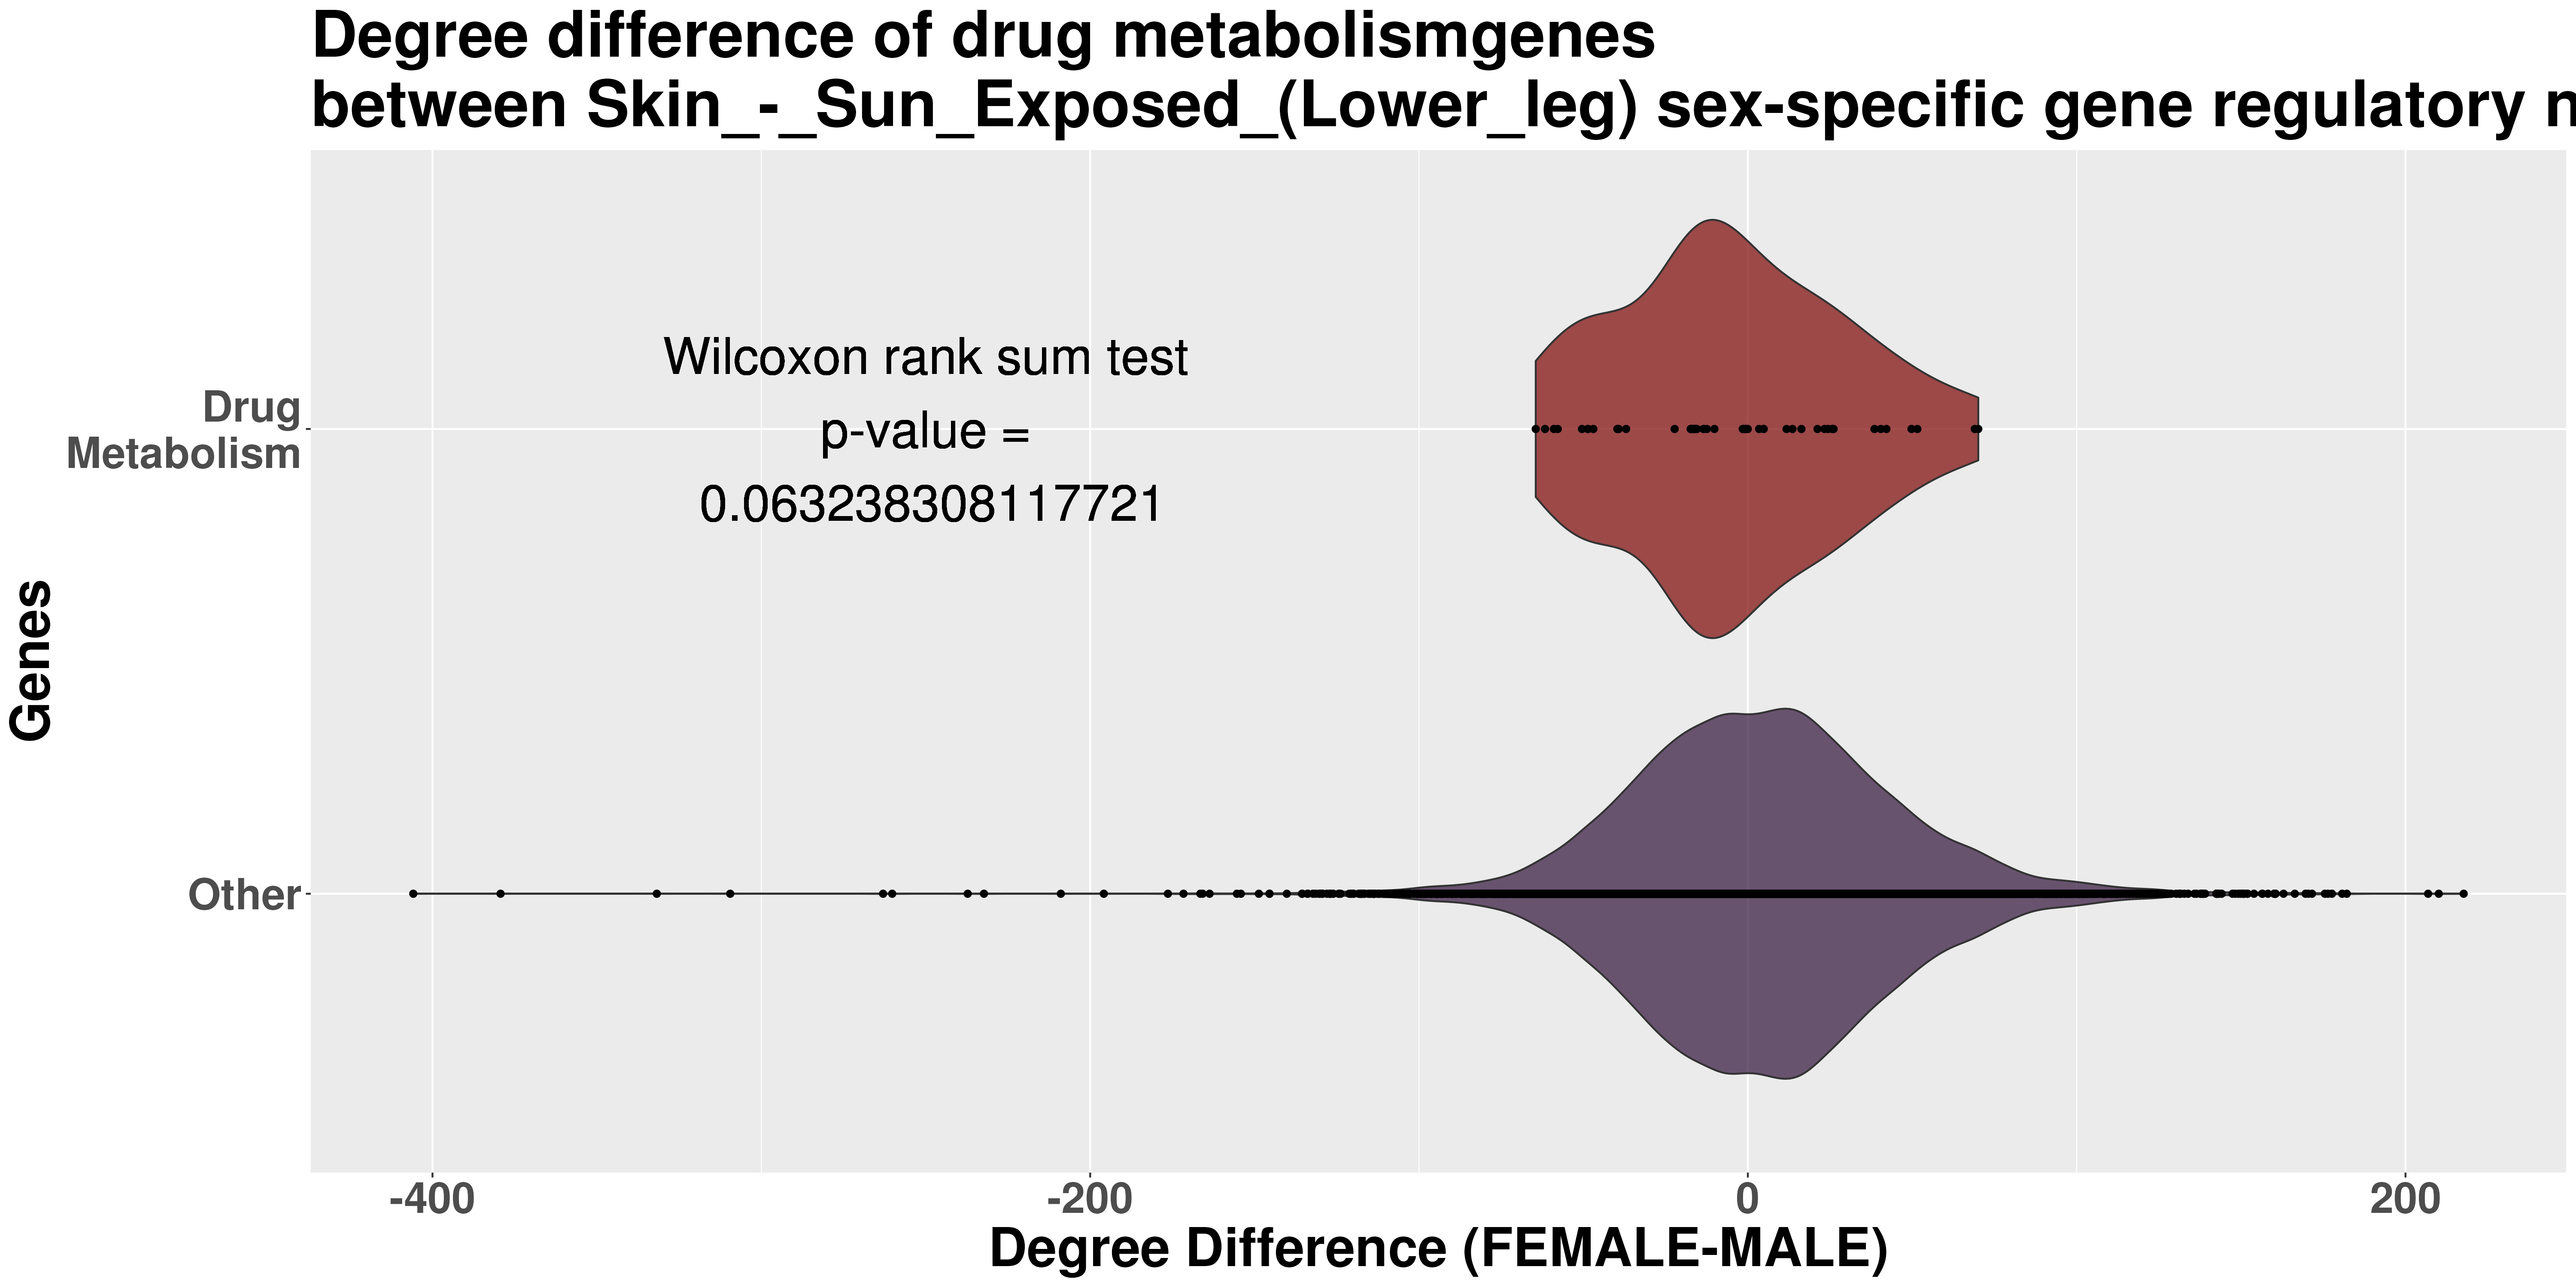 Degree difference of drug metabolismgenes
between Skin_-_Sun_Exposed_(Lower_leg) sex-specific gene regulatory n
Wilcoxon rank sum test
p-value =
0.063238308117721
Drug
Metabolism
Genes
Other
-400
-200
0
200
Degree Difference (FEMALE-MALE)